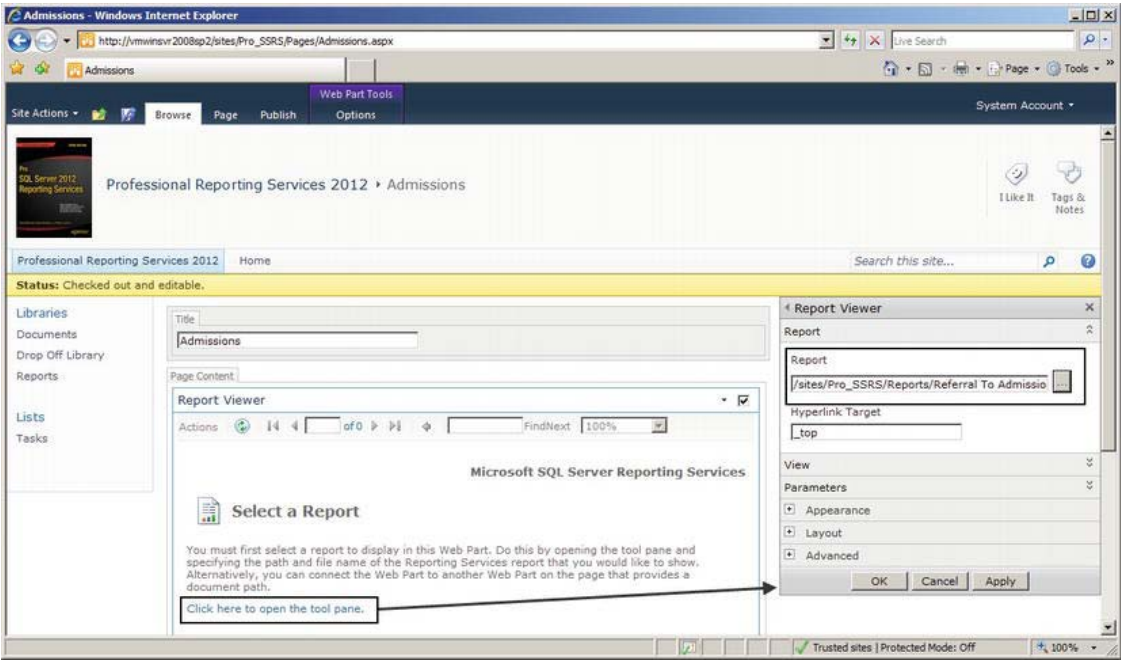 Admissions - Windows Internet Explorer
http://vmwinsvr2008sp2/sites/Pro_SSRS/Pages/Admissions.aspx
Live Search
Admissions
Page
Tools
Web Part Tools
Site Actions
Browse
Page
Publish
Options
System Account
Pro
SQL Server 2012
Reporting Services
Professional Reporting Services 2012
Admissions
I Like It
Tags &
Notes
Professional Reporting Services 2012
Home
Search this site...
Status: Checked out and editable.
Libraries
Documents
Drop Off Library
Reports
Lists
Tasks
Title
Admissions
Page Content
Report Viewer
Actions
of 0
FindNext
100%
Microsoft SQL Server Reporting Services
Select a Report
You must first select a report to display in this Web Part. Do this by opening the tool pane and
specifying the path and file name of the Reporting Services report that you would like to show.
Alternatively, you can connect the Web Part to another Web Part on the page that provides a
document path.
Click here to open the tool pane.
Report Viewer
Report
Report
/sites/Pro_SSRS/Reports/Referral To Admissio
...
Hyperlink Target
_top
View
Parameters
Appearance
Layout
Advanced
OK
Cancel
Apply
Trusted sites | Protected Mode: Off
100%